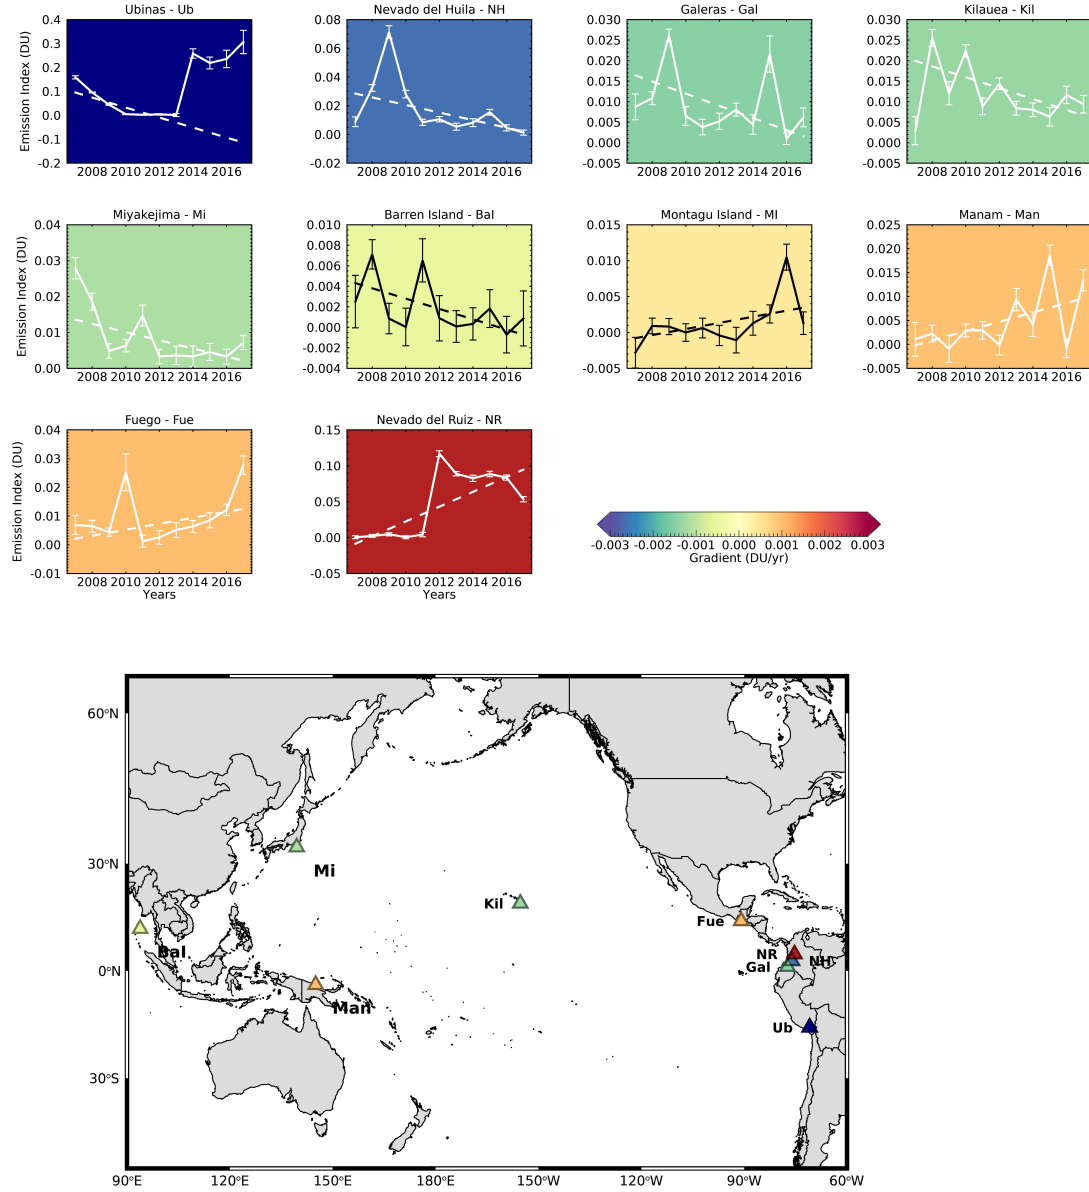 Ubinas - Ub
Nevado del Huila - NH
Galeras - Gal
Kilauea - Kil
Emission Index (DU)
0.4
0.3
0.2
0.1
0.0
-0.1
-0.2
2008 2010 2012 2014 2016
0.08
0.06
0.04
0.02
0.00
-0.02
2008 2010 2012 2014 2016
0.030
0.025
0.020
0.015
0.010
0.005
0.000
-0.005
2008 2010 2012 2014 2016
0.030
0.025
0.020
0.015
0.010
0.005
0.000
-0.005
2008 2010 2012 2014 2016
Miyakejima - Mi
Barren Island - BaI
Montagu Island - MI
Manam - Man
Emission Index (DU)
0.04
0.03
0.02
0.01
0.00
2008 2010 2012 2014 2016
0.010
0.008
0.006
0.004
0.002
0.000
-0.002
-0.004
2008 2010 2012 2014 2016
0.015
0.010
0.005
0.000
-0.005
2008 2010 2012 2014 2016
0.025
0.020
0.015
0.010
0.005
0.000
-0.005
2008 2010 2012 2014 2016
Fuego - Fue
Nevado del Ruiz - NR
Emission Index (DU)
0.04
0.03
0.02
0.01
0.00
-0.01
2008 2010 2012 2014 2016
Years
0.15
0.10
0.05
0.00
-0.05
2008 2010 2012 2014 2016
Years
-0.003 -0.002 -0.001 0.000 0.001 0.002 0.003
Gradient (DU/yr)
60°N
30°N
0°N
30°S
Mi
Kil
BaI
Man
Fue
NR
NH
Gal
Ub
90°E 120°E 150°E 180°E 150°W 120°W 90°W 60°W